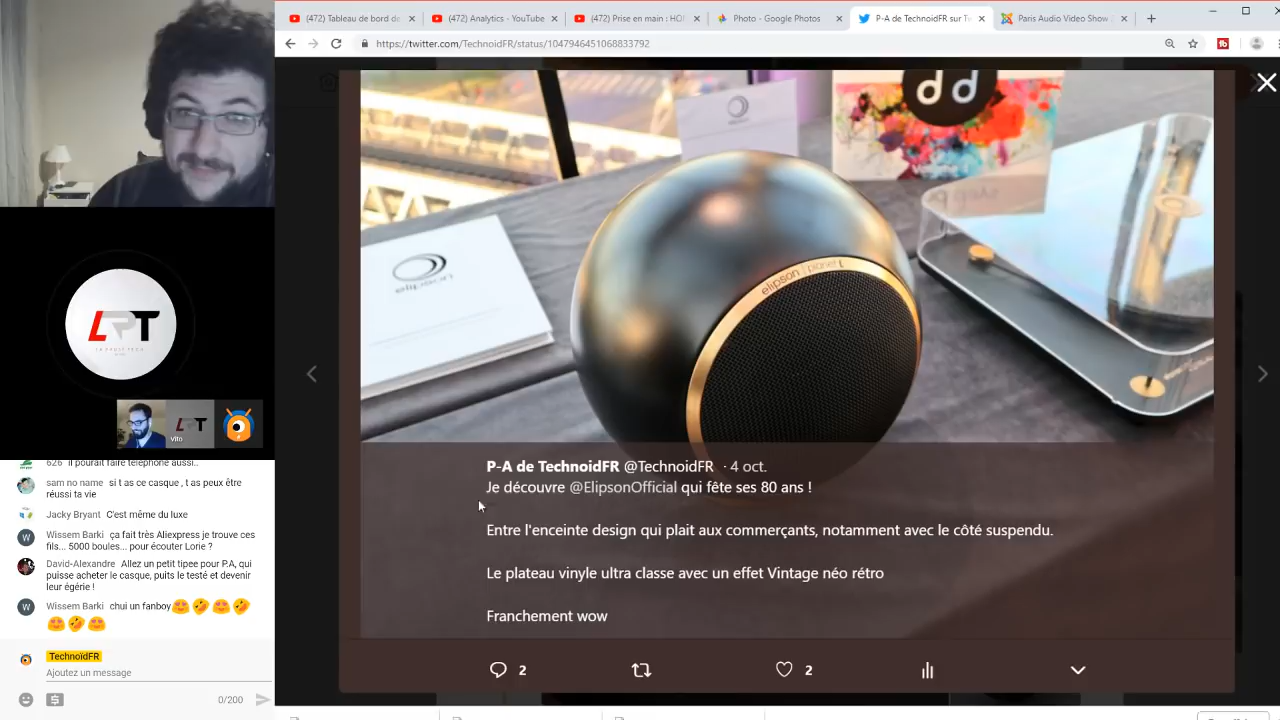 (472) Tableau de bord de
(472) Analytics - YouTube
(472) Prise en main : HO
Photo - Google Photos
P-A de TechnoidFR sur Tw
Paris Audio Video Show
https://twitter.com/TechnoidFR/status/1047946451068833792
elipson
elipson planet L
LRT
vito
LRT
626 il pourait faire telephone aussi..
sam no name si t as ce casque , t as peux être
réussi ta vie
Jacky Bryant C'est même du luxe
Wissem Barki ça fait très Aliexpress je trouve ces
fils... 5000 boules... pour écouter Lorie ?
David-Alexandre Allez un petit tipee pour P.A, qui
puisse acheter le casque, puits le testé et devenir
leur égérie !
Wissem Barki chui un fanboy😍🤣😍🤣
😍🤣😍
TechnoïdFR
Ajoutez un message
0/200
P-A de TechnoidFR @TechnoidFR · 4 oct.
Je découvre @ElipsonOfficial qui fête ses 80 ans !
Entre l'enceinte design qui plait aux commerçants, notamment avec le côté suspendu.
Le plateau vinyle ultra classe avec un effet Vintage néo rétro
Franchement wow
2
2